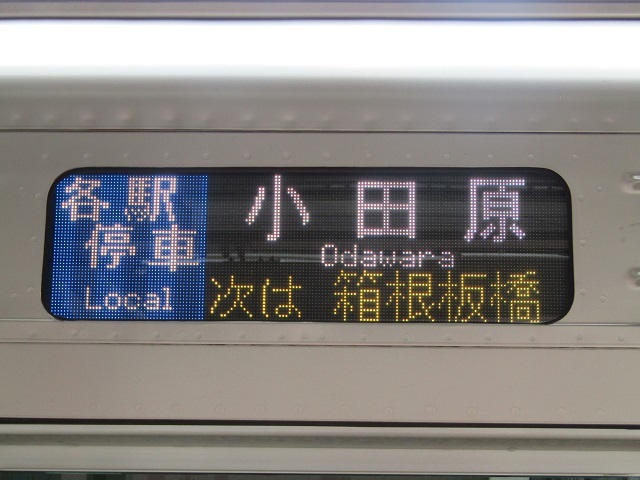 各駅
停車
Local
小田原
Odawara
次は 箱根板橋